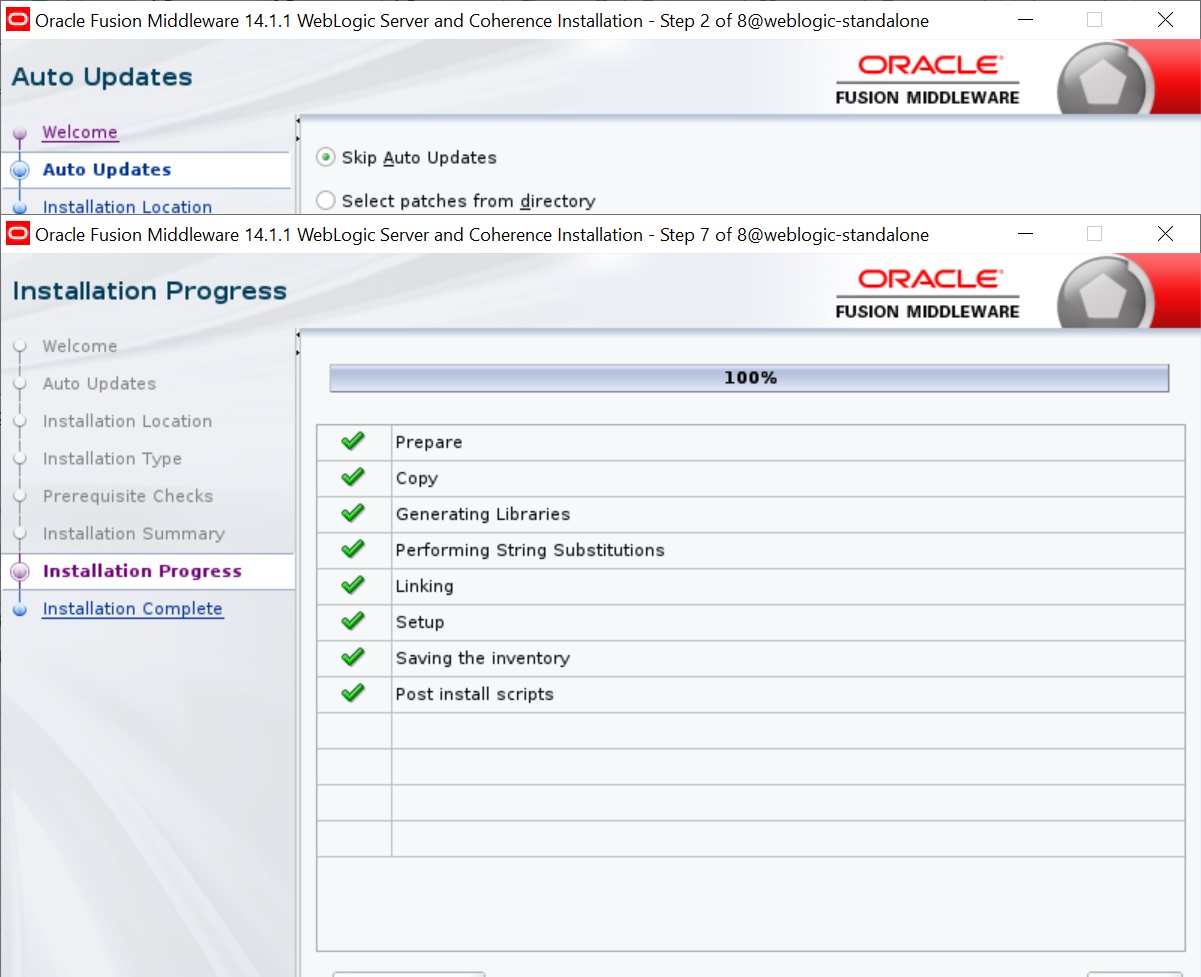 Oracle Fusion Middleware 14.1.1 WebLogic Server and Coherence Installation - Step 2 of 8@weblogic-standalone
Auto Updates
ORACLE®
FUSION MIDDLEWARE
Welcome
Auto Updates
Installation Location
Skip Auto Updates
Select patches from directory
Oracle Fusion Middleware 14.1.1 WebLogic Server and Coherence Installation - Step 7 of 8@weblogic-standalone
Installation Progress
ORACLE®
FUSION MIDDLEWARE
Welcome
Auto Updates
Installation Location
Installation Type
Prerequisite Checks
Installation Summary
Installation Progress
Installation Complete
100%
Prepare
Copy
Generating Libraries
Performing String Substitutions
Linking
Setup
Saving the inventory
Post install scripts